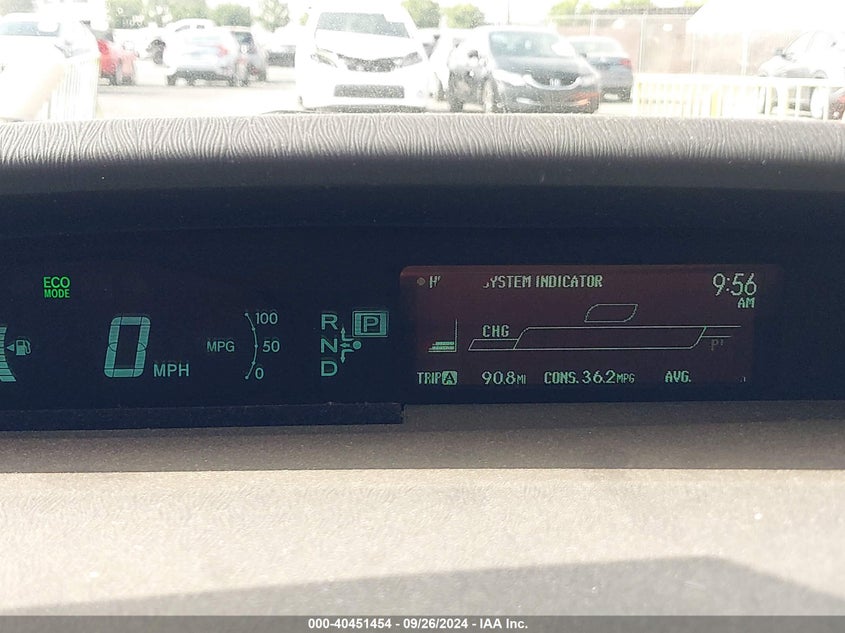 ECO
MODE
0 MPH
MPG
100
50
0
R
N
D
P
SYSTEM INDICATOR
9:56
AM
CHG
TRIP A 90.8 MI CONS. 36.2 MPG AVG.
000-40451454 - 09/26/2024 - IAA Inc.